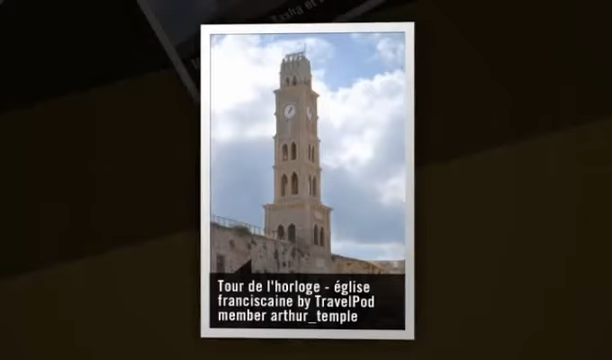 Tour de l'horloge - église
franciscaine by TravelPod
member arthur_temple